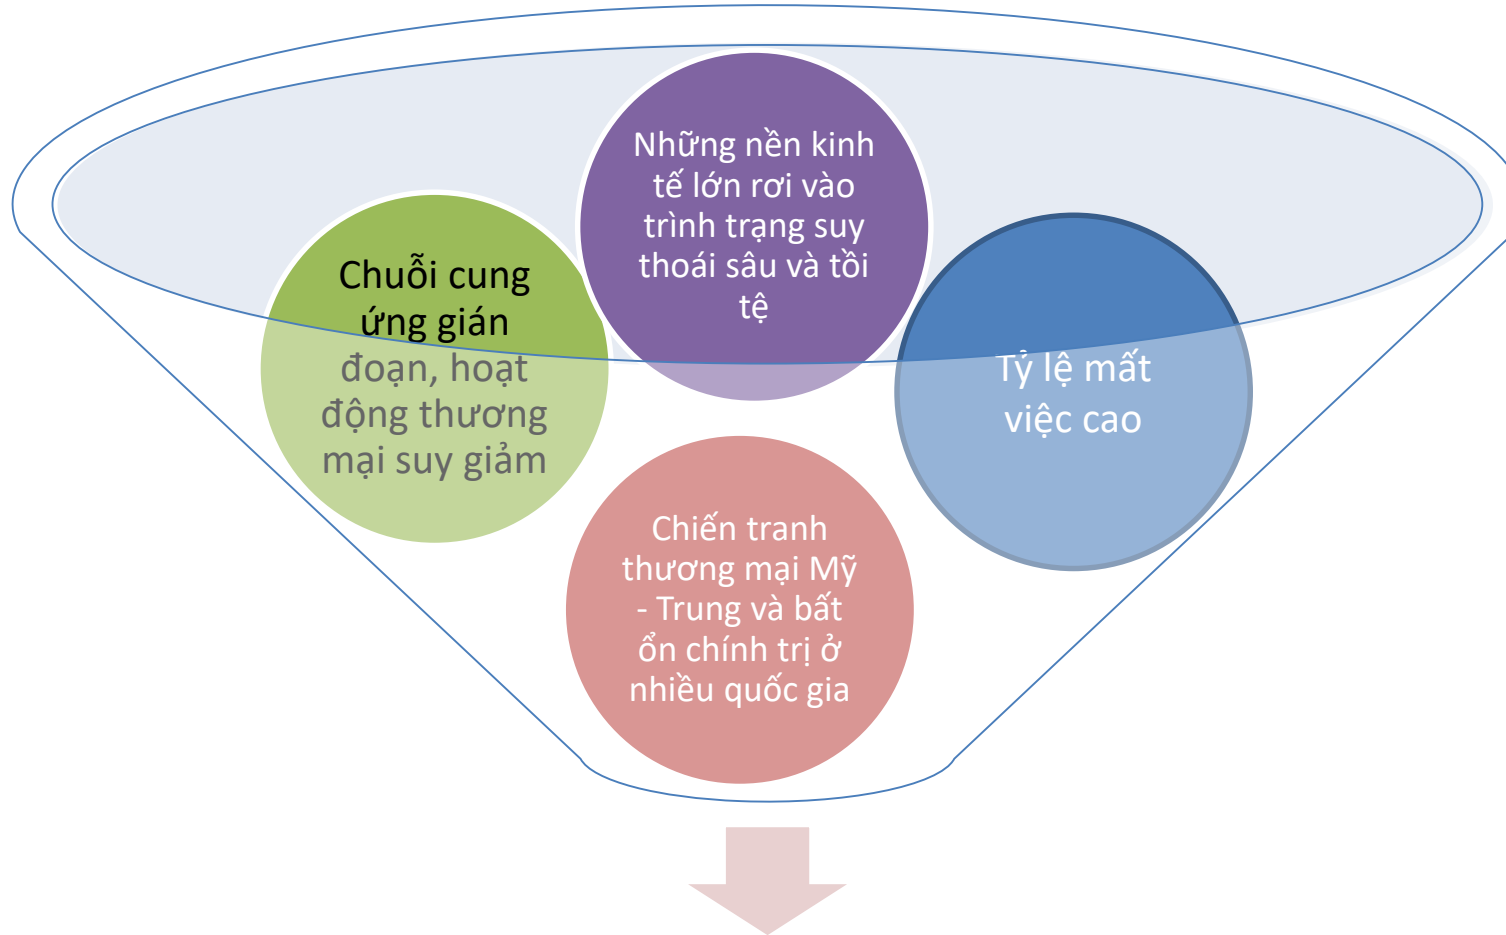 Những nền kinh
tế lớn rơi vào
trình trạng suy
thoái sâu và tồi
tệ
Chuỗi cung
ứng gián
đoạn, hoạt
động thương
mại suy giảm
Tỷ lệ mất
việc cao
Chiến tranh
thương mại Mỹ
- Trung và bất
ổn chính trị ở
nhiều quốc gia